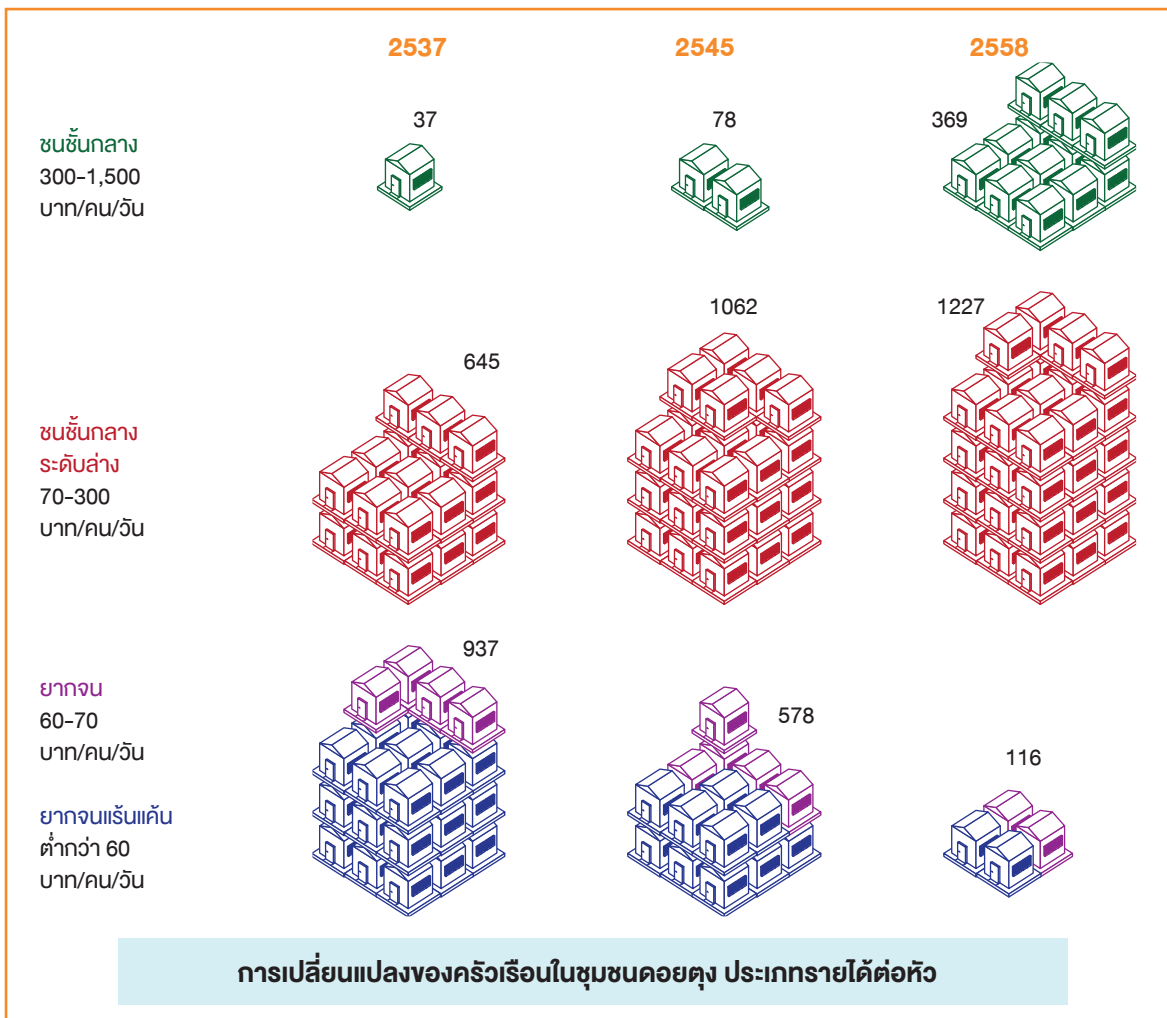 2537 2545 2558
37 78 369
ชนชั้นกลาง
300-1,500
บาท/คน/วัน
645 1062 1227
ชนชั้นกลาง
ระดับล่าง
70-300
บาท/คน/วัน
937 578 116
ยากจน
60-70
บาท/คน/วัน
ยากจนแร้นแค้น
ต่ำกว่า 60
บาท/คน/วัน
การเปลี่ยนแปลงของครัวเรือนในชุมชนดอยตุง ประเภทรายได้ต่อหัว